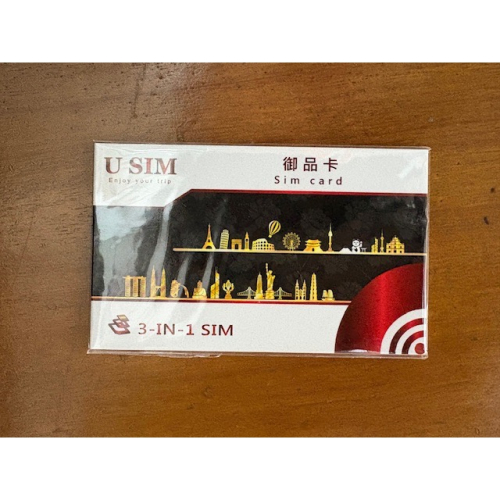 U SIM
Enjoy your trip
御品卡
Sim card
3-IN-1 SIM